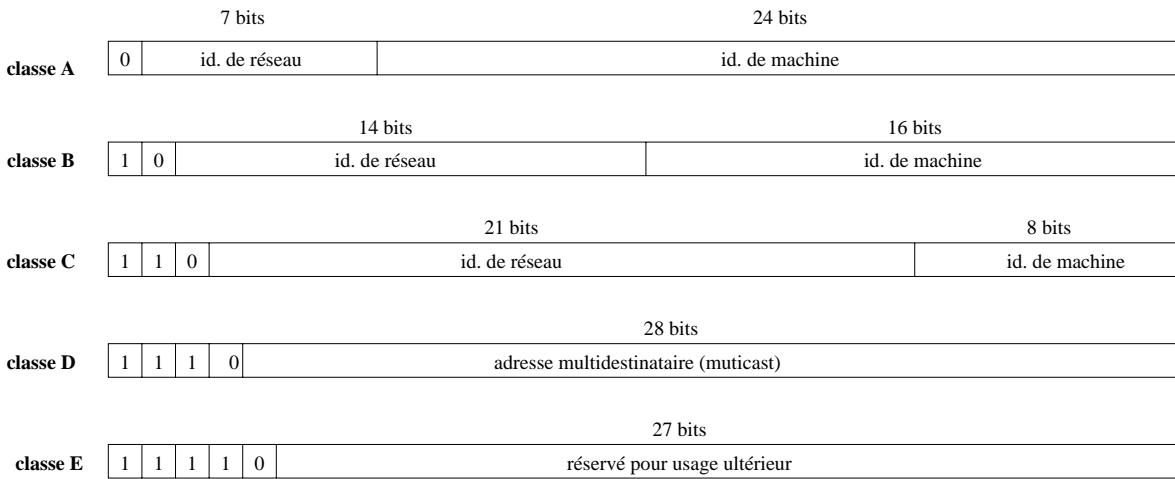 7 bits 24 bits
classe A 0 id. de réseau id. de machine
14 bits 16 bits
classe B 1 0 id. de réseau id. de machine
21 bits 8 bits
classe C 1 1 0 id. de réseau id. de machine
28 bits
classe D 1 1 1 0 adresse multidestinataire (muticast)
27 bits
classe E 1 1 1 1 0 réservé pour usage ultérieur